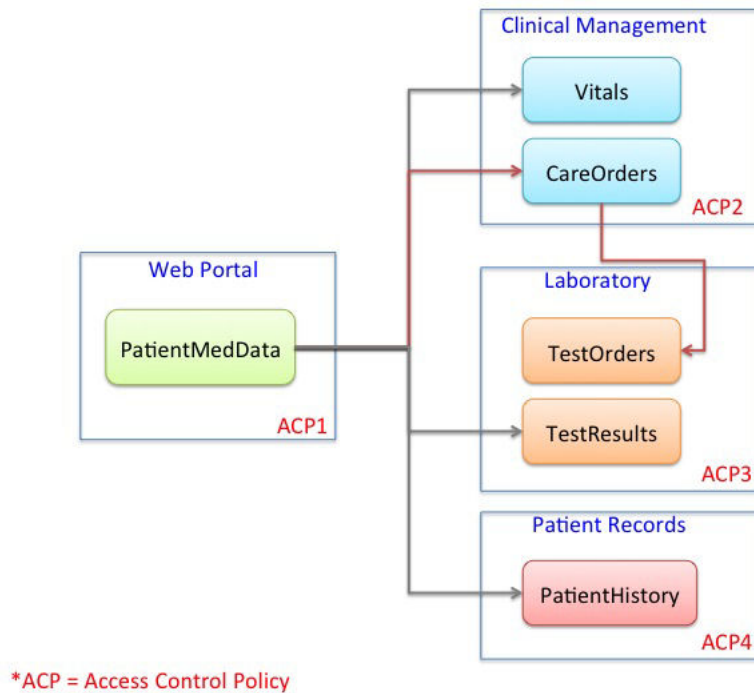 Clinical Management
Vitals
CareOrders
ACP2
Web Portal
PatientMedData
ACP1
Laboratory
TestOrders
TestResults
ACP3
Patient Records
PatientHistory
ACP4
*ACP = Access Control Policy